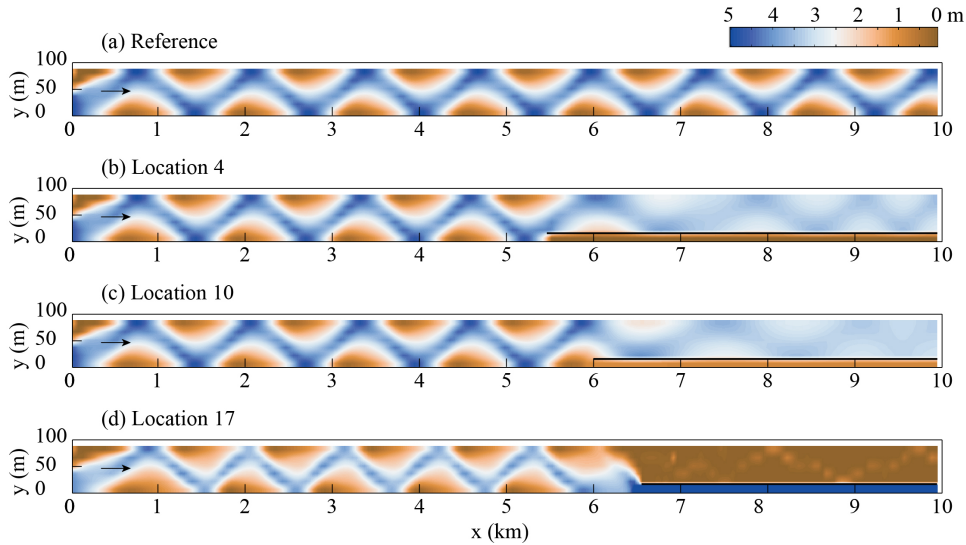 5 4 3 2 1 0 m
(a) Reference
y (m)
100
50
0
0 1 2 3 4 5 6 7 8 9 10
(b) Location 4
y (m)
100
50
0
0 1 2 3 4 5 6 7 8 9 10
(c) Location 10
y (m)
100
50
0
0 1 2 3 4 5 6 7 8 9 10
(d) Location 17
y (m)
100
50
0
0 1 2 3 4 5 6 7 8 9 10
x (km)